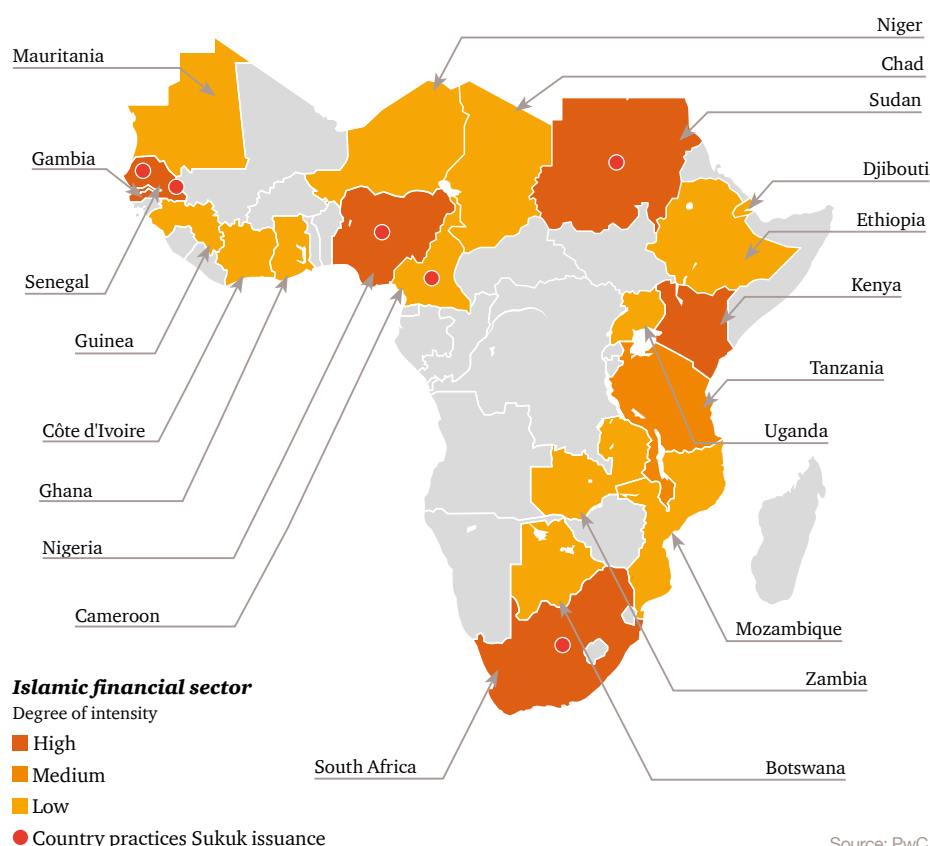 Niger
Mauritania
Chad
Sudan
Gambia
Djibouti
Ethiopia
Senegal
Kenya
Guinea
Tanzania
Côte d'Ivoire
Uganda
Ghana
Nigeria
Cameroon
Mozambique
Zambia
Islamic financial sector
Degree of intensity
High
South Africa
Botswana
Medium
Low
Country practices Sukuk issuance
Source: PwC